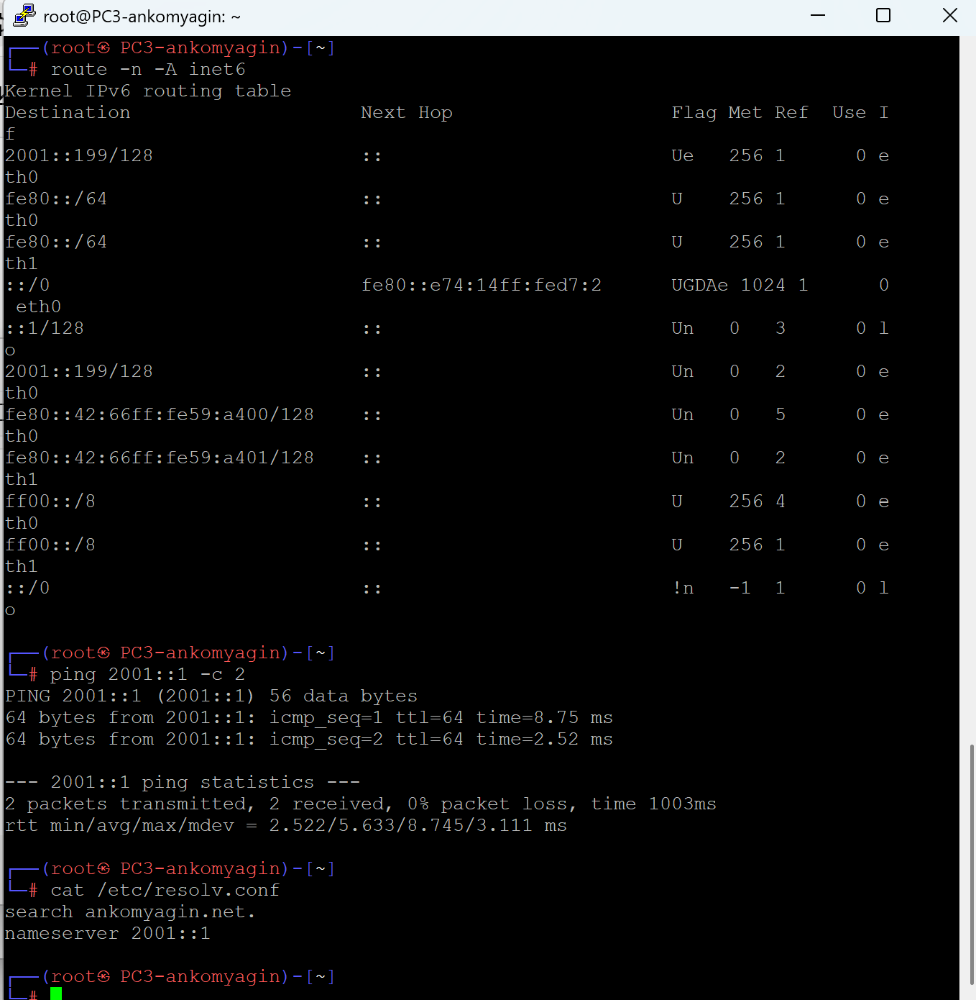 root@PC3-ankomyagin: ~
┌──(root㉿ PC3-ankomyagin)-[~]
└─# route -n -A inet6
Kernel IPv6 routing table
Destination                    Next Hop                   Flag Met Ref  Use I
f
2001::199/128                  ::                         Ue   256 1      0 e
th0
fe80::/64                      ::                         U    256 1      0 e
th0
fe80::/64                      ::                         U    256 1      0 e
th1
::/0                           fe80::e74:14ff:fed7:2      UGDAe 1024 1      0
 eth0
::1/128                        ::                         Un   0   3      0 l
o
2001::199/128                  ::                         Un   0   2      0 e
th0
fe80::42:66ff:fe59:a400/128    ::                         Un   0   5      0 e
th0
fe80::42:66ff:fe59:a401/128    ::                         Un   0   2      0 e
th1
ff00::/8                       ::                         U    256 4      0 e
th0
ff00::/8                       ::                         U    256 1      0 e
th1
::/0                           ::                         !n   -1  1      0 l
o
┌──(root㉿ PC3-ankomyagin)-[~]
└─# ping 2001::1 -c 2
PING 2001::1 (2001::1) 56 data bytes
64 bytes from 2001::1: icmp_seq=1 ttl=64 time=8.75 ms
64 bytes from 2001::1: icmp_seq=2 ttl=64 time=2.52 ms
--- 2001::1 ping statistics ---
2 packets transmitted, 2 received, 0% packet loss, time 1003ms
rtt min/avg/max/mdev = 2.522/5.633/8.745/3.111 ms
┌──(root㉿ PC3-ankomyagin)-[~]
└─# cat /etc/resolv.conf
search ankomyagin.net.
nameserver 2001::1
┌──(root㉿ PC3-ankomyagin)-[~]
└─#